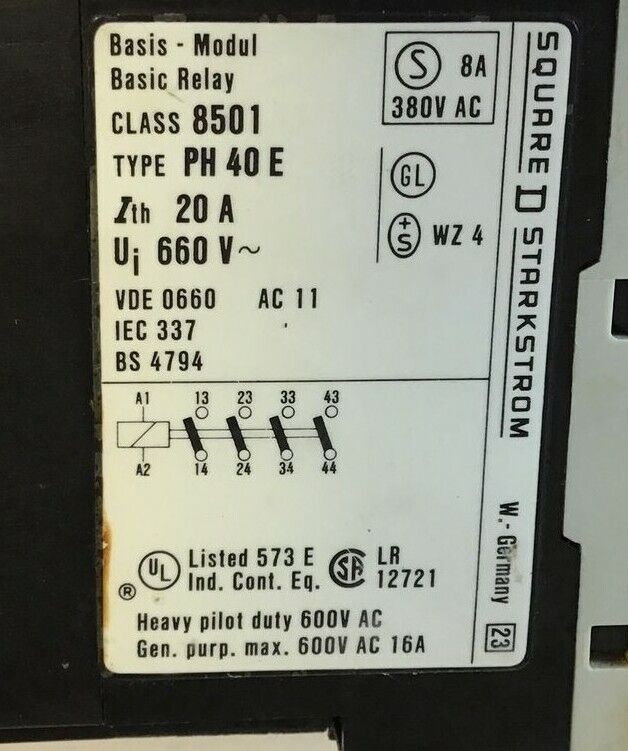 Basis - Modul
Basic Relay
CLASS 8501
TYPE PH 40 E
Ith 20 A
Ui 660 V~
VDE 0660 AC 11
IEC 337
BS 4794
S 8A
380V AC
GL
+S WZ 4
A1 13 23 33 43
A2 14 24 34 44
UL Listed 573 E
Ind. Cont. Eq.
®
SA LR
12721
Heavy pilot duty 600V AC
Gen. purp. max. 600V AC 16A
SQUARE D STARKSTROM
W.- Germany 23